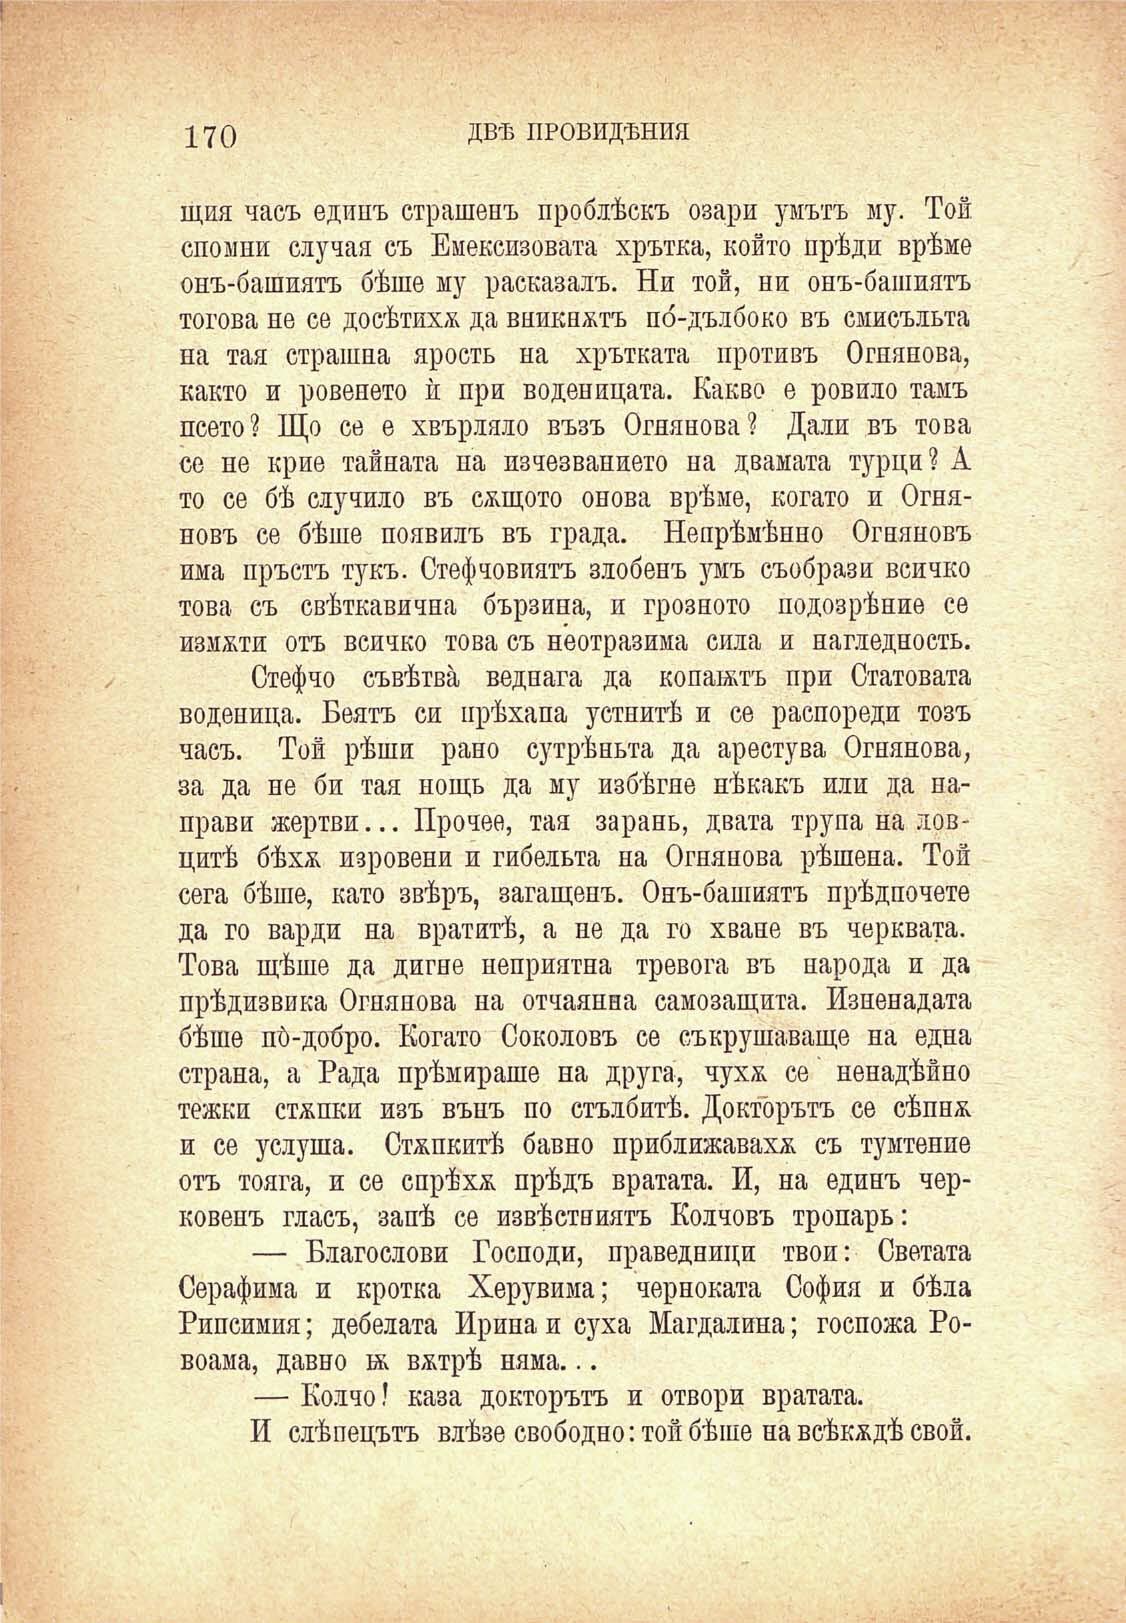 170
ДВѢ ПРОВИДѢНИЯ
щия часъ единъ страшенъ проблѣскъ озари умътъ му. Той
спомни случая съ Емексизовата хрътка, който прѣди врѣме
онъ-башиятъ бѣше му расказалъ. Ни той, ни онъ-башиятъ
тогова не се досѣтихѫ да вникнѫтъ по́-дълбоко въ смисъльта
на тая страшна ярость на хрътката противъ Огнянова,
както и ровенето ѝ при воденицата. Какво е ровило тамъ
псето? Що се е хвърляло възъ Огнянова? Дали въ това
се не крие тайната на изчезванието на двамата турци? А
то се бѣ случило въ сѫщото онова врѣме, когато и Огня-
новъ се бѣше появилъ въ града. Непрѣмѣнно Огняновъ
има пръстъ тукъ. Стефчовиятъ злобенъ умъ съобрази всичко
това съ свѣткавична бързина, и грозното подозрѣние се
измѫти отъ всичко това съ неотразима сила и нагледность.
Стефчо съвѣтва̀ веднага да копаѭтъ при Статовата
воденица. Беятъ си прѣхапа устнитѣ и се распореди тозъ
часъ. Той рѣши рано сутрѣньта да арестува Огнянова,
за да не би тая нощь да му избѣгне нѣкакъ или да на-
прави жертви... Прочее, тая зарань, двата трупа на лов-
цитѣ бѣхѫ изровени и гибельта на Огнянова рѣшена. Той
сега бѣше, като звѣръ, загащенъ. Онъ-башиятъ прѣдпочете
да го варди на вратитѣ, а не да го хване въ черквата.
Това щѣше да дигне неприятна тревога въ народа и да
прѣдизвика Огнянова на отчаянна самозащита. Изненадата
бѣше по̀-добро. Когато Соколовъ се съкрушаваще на една
страна, а Рада прѣмираше на друга, чухѫ се ненадѣйно
тежки стѫпки изъ вънъ по стълбитѣ. Докторътъ се сѣпнѫ
и се услуша. Стѫпкитѣ бавно приближавахѫ съ тумтение
отъ тояга, и се спрѣхѫ прѣдъ вратата. И, на единъ чер-
ковенъ гласъ, запѣ се извѣстниятъ Колчовъ тропарь:
— Благослови Господи, праведници твои: Светата
Серафима и кротка Херувима; черноката София и бѣла
Рипсимия; дебелата Ирина и суха Магдалина; госпожа Ро-
воама, давно ѭ вѫтрѣ няма...
— Колчо! каза докторътъ и отвори вратата.
И слѣпецътъ влѣзе свободно: той бѣше на всѣкѫдѣ свой.